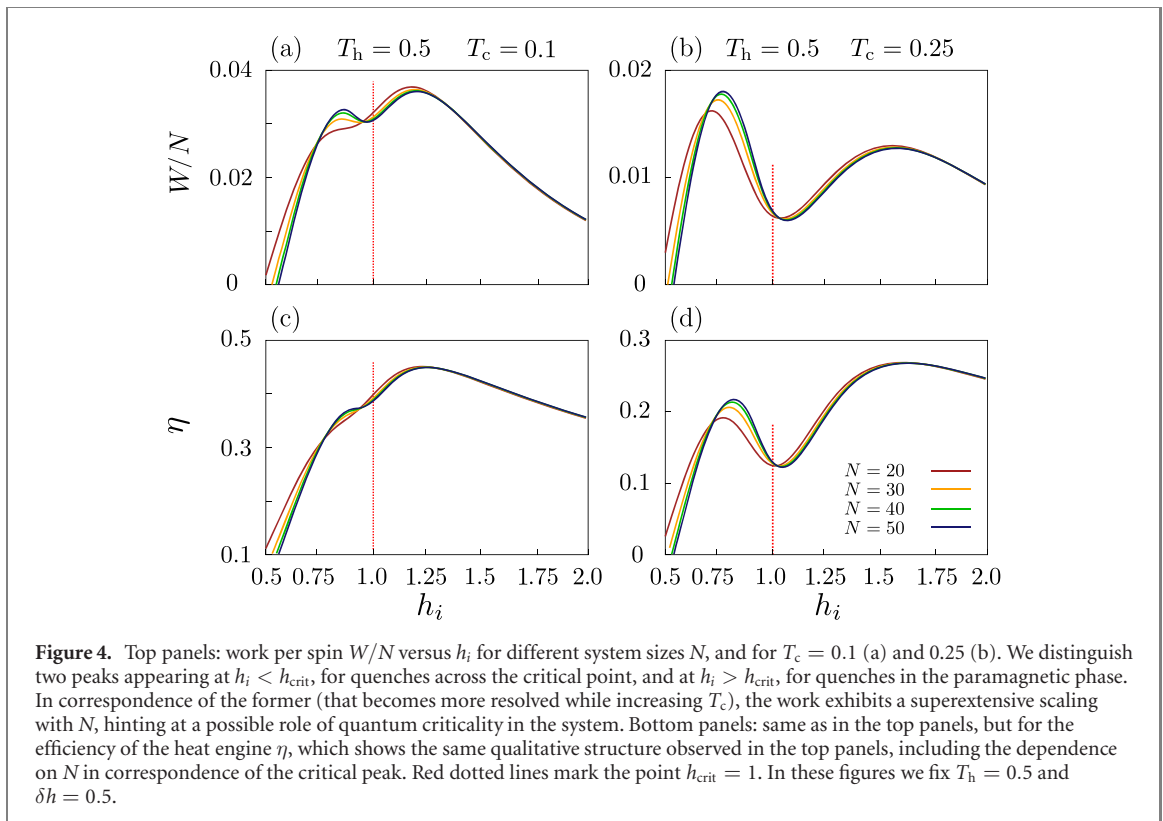 (a) T_h = 0.5 T_c = 0.1
(b) T_h = 0.5 T_c = 0.25
0.04
0.02
0
W/N
0.02
0.01
0
(c)
(d)
0.5
0.3
0.1
η
0.3
0.2
0.1
0
N = 20
N = 30
N = 40
N = 50
0.5 0.75 1.0 1.25 1.5 1.75 2.0
h_i
0.5 0.75 1.0 1.25 1.5 1.75 2.0
h_i
Figure 4. Top panels: work per spin W/N versus h_i for different system sizes N, and for T_c = 0.1 (a) and 0.25 (b). We distinguish
two peaks appearing at h_i < h_crit, for quenches across the critical point, and at h_i > h_crit, for quenches in the paramagnetic phase.
In correspondence of the former (that becomes more resolved while increasing T_c), the work exhibits a superextensive scaling
with N, hinting at a possible role of quantum criticality in the system. Bottom panels: same as in the top panels, but for the
efficiency of the heat engine η, which shows the same qualitative structure observed in the top panels, including the dependence
on N in correspondence of the critical peak. Red dotted lines mark the point h_crit = 1. In these figures we fix T_h = 0.5 and
δh = 0.5.